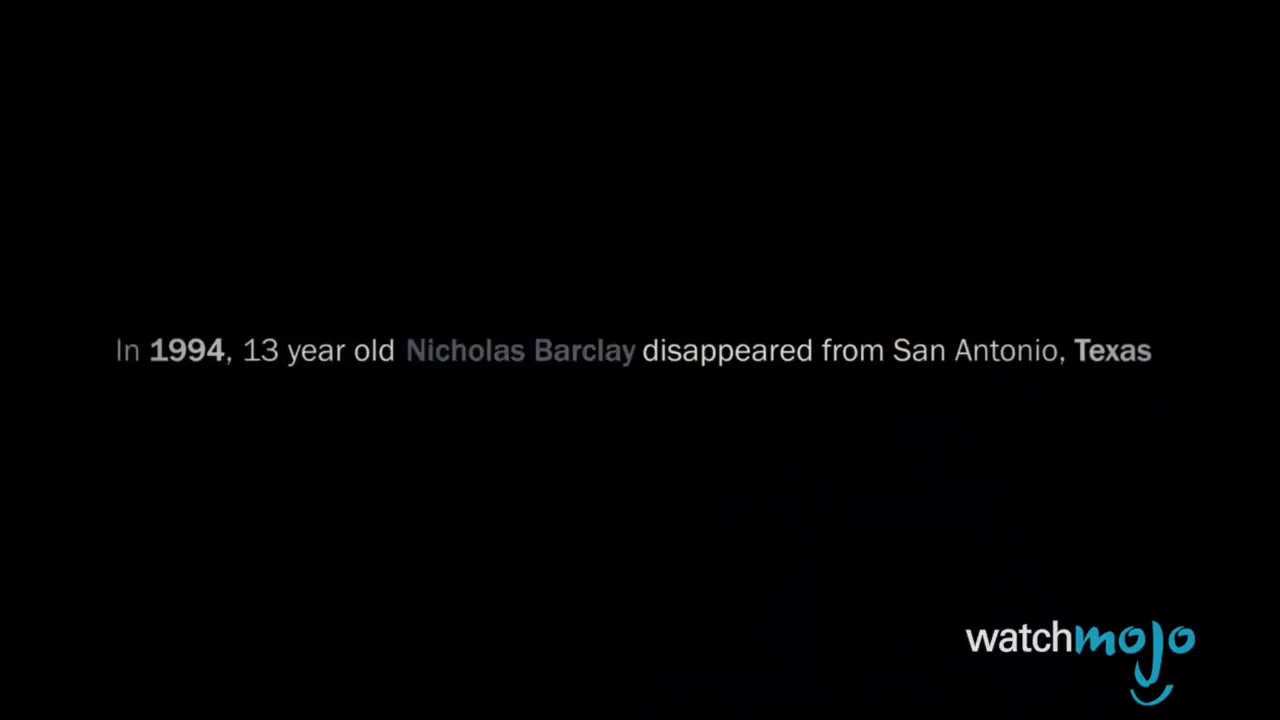 In 1994, 13 year old Nicholas Barclay disappeared from San Antonio, Texas
watchmojo